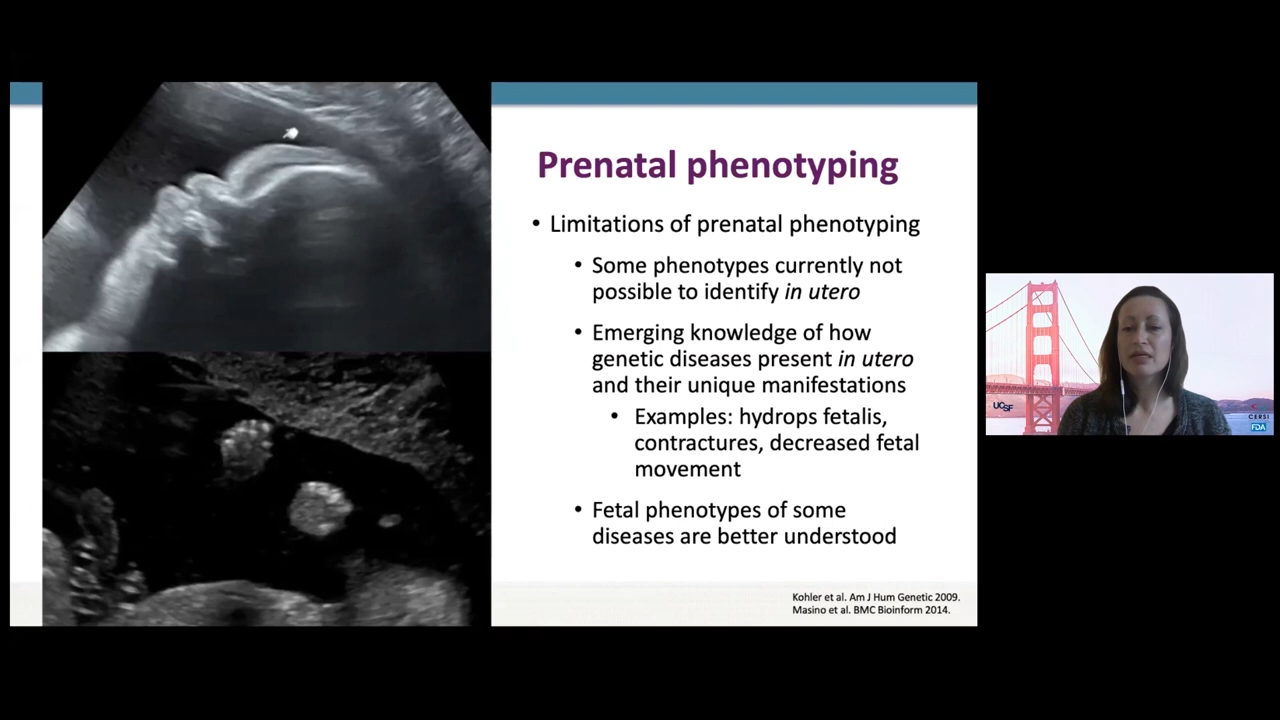 Prenatal phenotyping
• Limitations of prenatal phenotyping
• Some phenotypes currently not
possible to identify in utero
• Emerging knowledge of how
genetic diseases present in utero
and their unique manifestations
• Examples: hydrops fetalis,
contractures, decreased fetal
movement
• Fetal phenotypes of some
diseases are better understood
Kohler et al. Am J Hum Genetic 2009.
Masino et al. BMC Bioinform 2014.
UCSF
CERSI
FDA